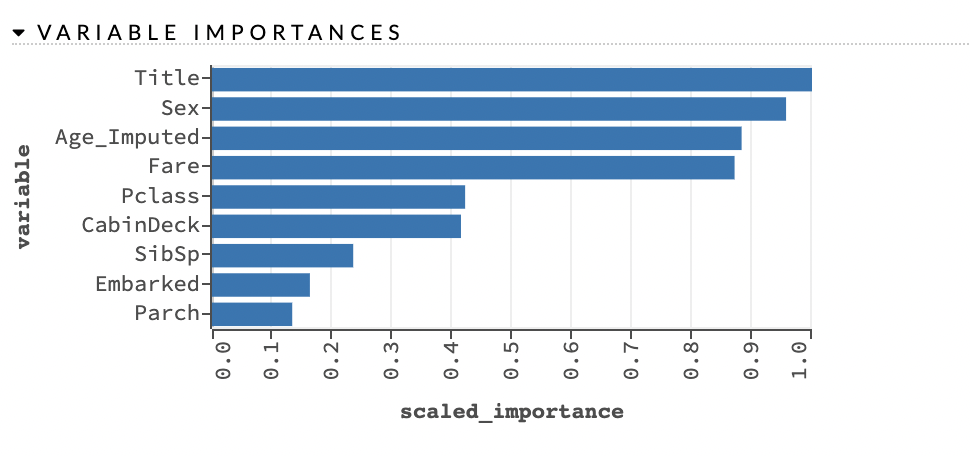 VARIABLE IMPORTANCES
variable
Title
Sex
Age_Imputed
Fare
Pclass
CabinDeck
SibSp
Embarked
Parch
0.0 0.1 0.2 0.3 0.4 0.5 0.6 0.7 0.8 0.9 1.0
scaled_importance